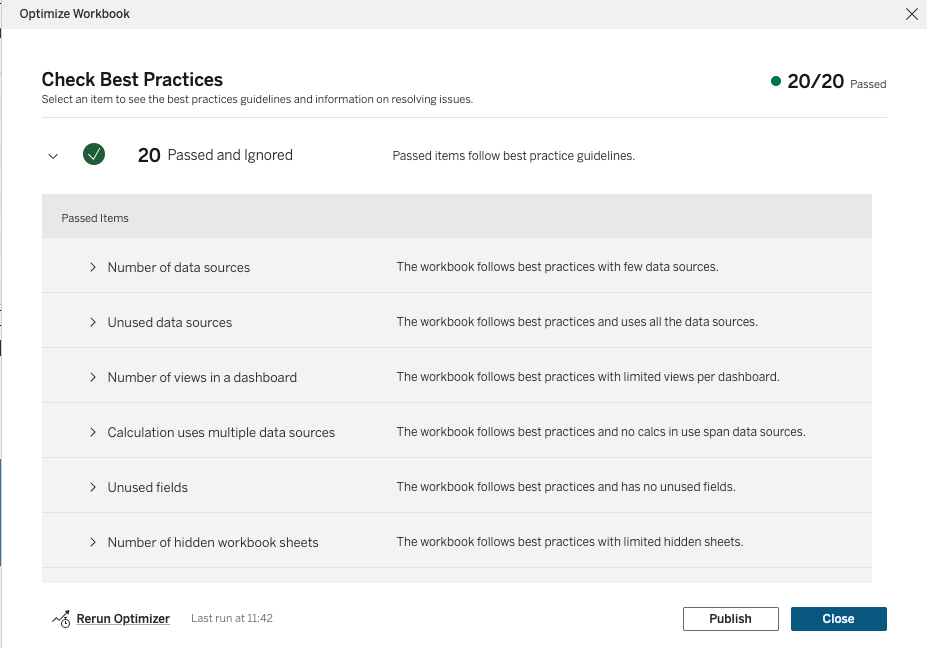 Optimize Workbook
Check Best Practices
20/20 Passed
Select an item to see the best practices guidelines and information on resolving issues.
20 Passed and Ignored
Passed items follow best practice guidelines.
Passed Items
Number of data sources
The workbook follows best practices with few data sources.
Unused data sources
The workbook follows best practices and uses all the data sources.
Number of views in a dashboard
The workbook follows best practices with limited views per dashboard.
Calculation uses multiple data sources
The workbook follows best practices and no calcs in use span data sources.
Unused fields
The workbook follows best practices and has no unused fields.
Number of hidden workbook sheets
The workbook follows best practices with limited hidden sheets.
Rerun Optimizer
Last run at 11:42
Publish
Close